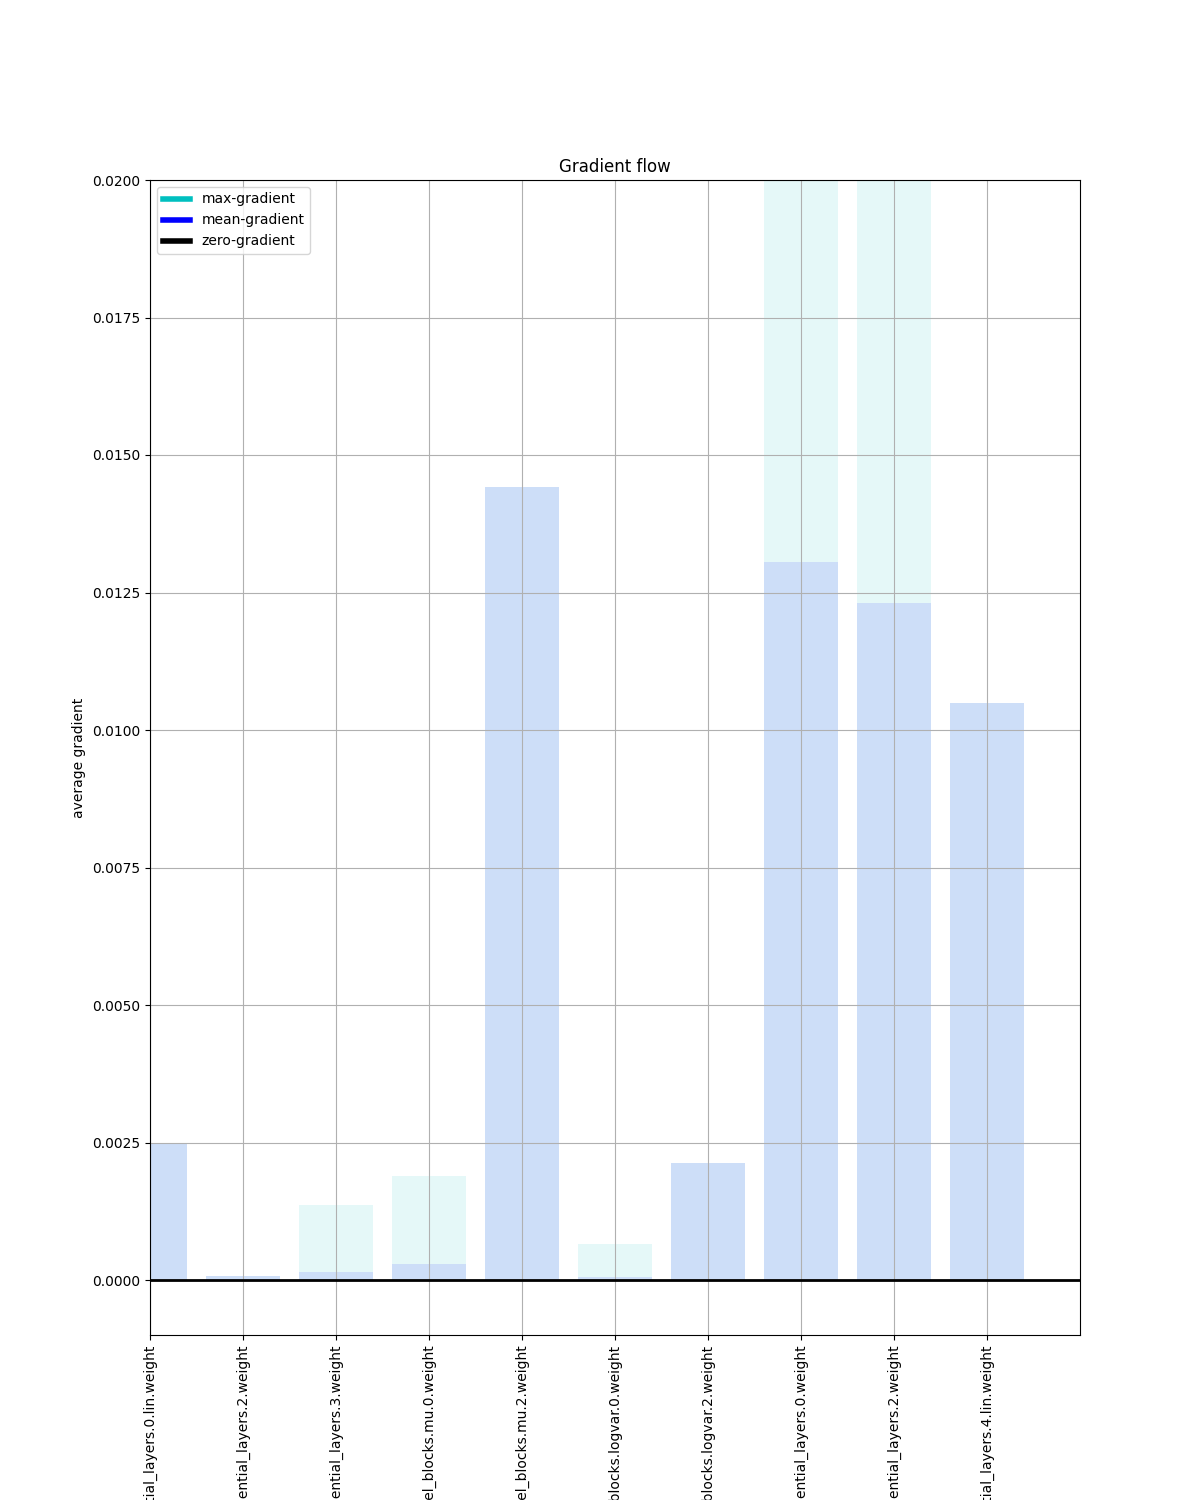 Gradient flow
max-gradient
mean-gradient
zero-gradient
average gradient
0.0200
0.0175
0.0150
0.0125
0.0100
0.0075
0.0050
0.0025
0.0000
tial_layers.0.lin.weight
ential_layers.2.weight
ential_layers.3.weight
el_blocks.mu.0.weight
el_blocks.mu.2.weight
blocks.logvar.0.weight
blocks.logvar.2.weight
ential_layers.0.weight
ential_layers.2.weight
tial_layers.4.lin.weight